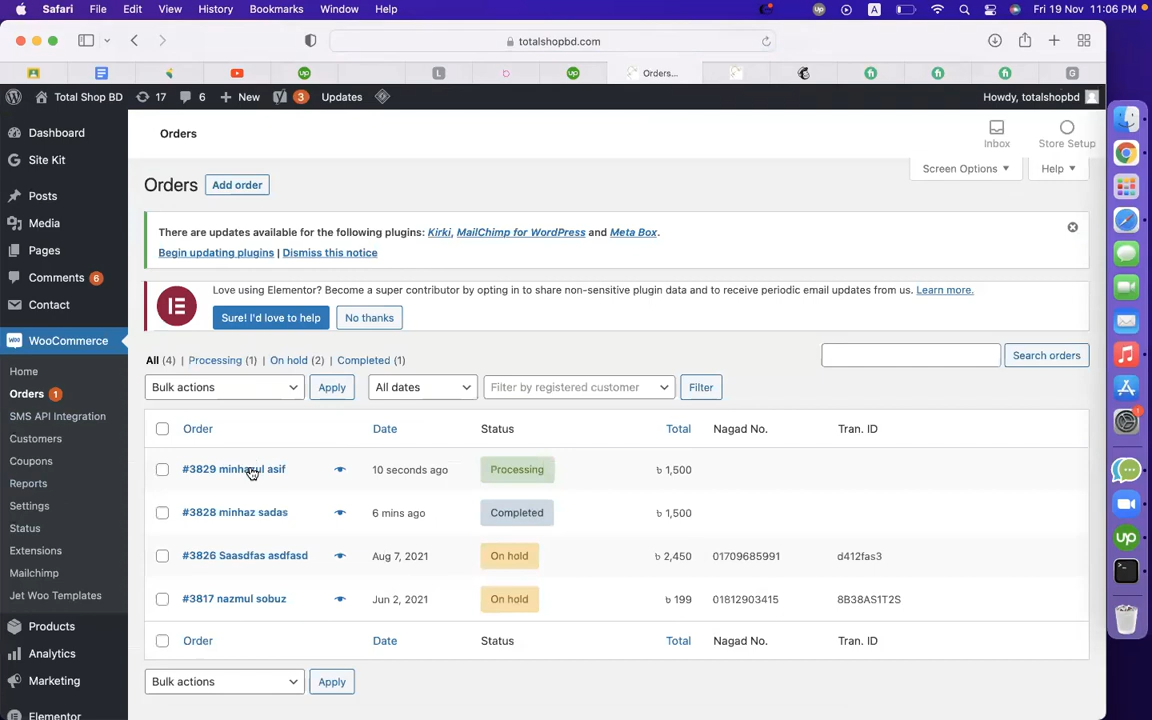 Safari File Edit View History Bookmarks Window Help A Fri 19 Nov 11:06 PM
totalshopbd.com
up L b up Orders... G
Total Shop BD 17 6 + New 3 Updates Howdy, totalshopbd
Dashboard
Site Kit
Posts
Media
Pages
Comments 6
Contact
WooCommerce
Home
Orders 1
SMS API Integration
Customers
Coupons
Reports
Settings
Status
Extensions
Mailchimp
Jet Woo Templates
Products
Analytics
Marketing
Elementor
Orders
Inbox
Store Setup
Screen Options
Help
Orders Add order
There are updates available for the following plugins: Kirki, MailChimp for WordPress and Meta Box.
Begin updating plugins | Dismiss this notice
Love using Elementor? Become a super contributor by opting in to share non-sensitive plugin data and to receive periodic email updates from us. Learn more.
Sure! I'd love to help No thanks
All (4) | Processing (1) | On hold (2) | Completed (1)
Search orders
Bulk actions Apply All dates Filter by registered customer Filter
Order Date Status Total Nagad No. Tran. ID
#3829 asif 10 seconds ago Processing ৳ 1,500
#3828 minhaz sadas 6 mins ago Completed ৳ 1,500
#3826 Saasdfas asdfasd Aug 7, 2021 On hold ৳ 2,450 01709685991 d412fas3
#3817 nazmul sobuz Jun 2, 2021 On hold ৳ 199 01812903415 8B38AS1T2S
Order Date Status Total Nagad No. Tran. ID
Bulk actions Apply